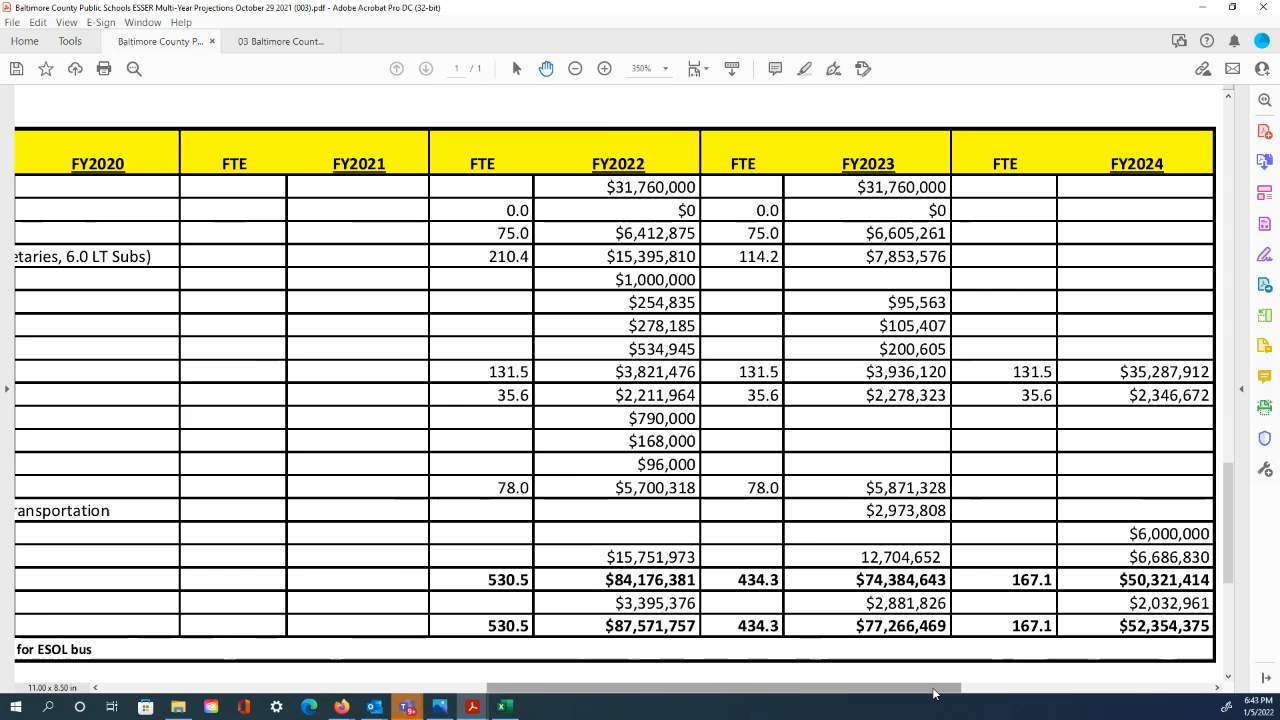 Baltimore County Public Schools ESSER Multi-Year Projections October 29 2021 (003).pdf - Adobe Acrobat Pro DC (32-bit)
File Edit View E-Sign Window Help
Home Tools Baltimore County P... × 03 Baltimore Count...
1 / 1 350%
FY2020 FTE FY2021 FTE FY2022 FTE FY2023 FTE FY2024
$31,760,000 $31,760,000
0.0 $0 0.0 $0
75.0 $6,412,875 75.0 $6,605,261
etaries, 6.0 LT Subs) 210.4 $15,395,810 114.2 $7,853,576
$1,000,000
$254,835 $95,563
$278,185 $105,407
$534,945 $200,605
131.5 $3,821,476 131.5 $3,936,120 131.5 $35,287,912
35.6 $2,211,964 35.6 $2,278,323 35.6 $2,346,672
$790,000
$168,000
$96,000
78.0 $5,700,318 78.0 $5,871,328
ransportation $2,973,808
$6,000,000
$15,751,973 12,704,652 $6,686,830
530.5 $84,176,381 434.3 $74,384,643 167.1 $50,321,414
$3,395,376 $2,881,826 $2,032,961
530.5 $87,571,757 434.3 $77,266,469 167.1 $52,354,375
for ESOL bus
11.00 x 8.50 in
6:43 PM
1/5/2022